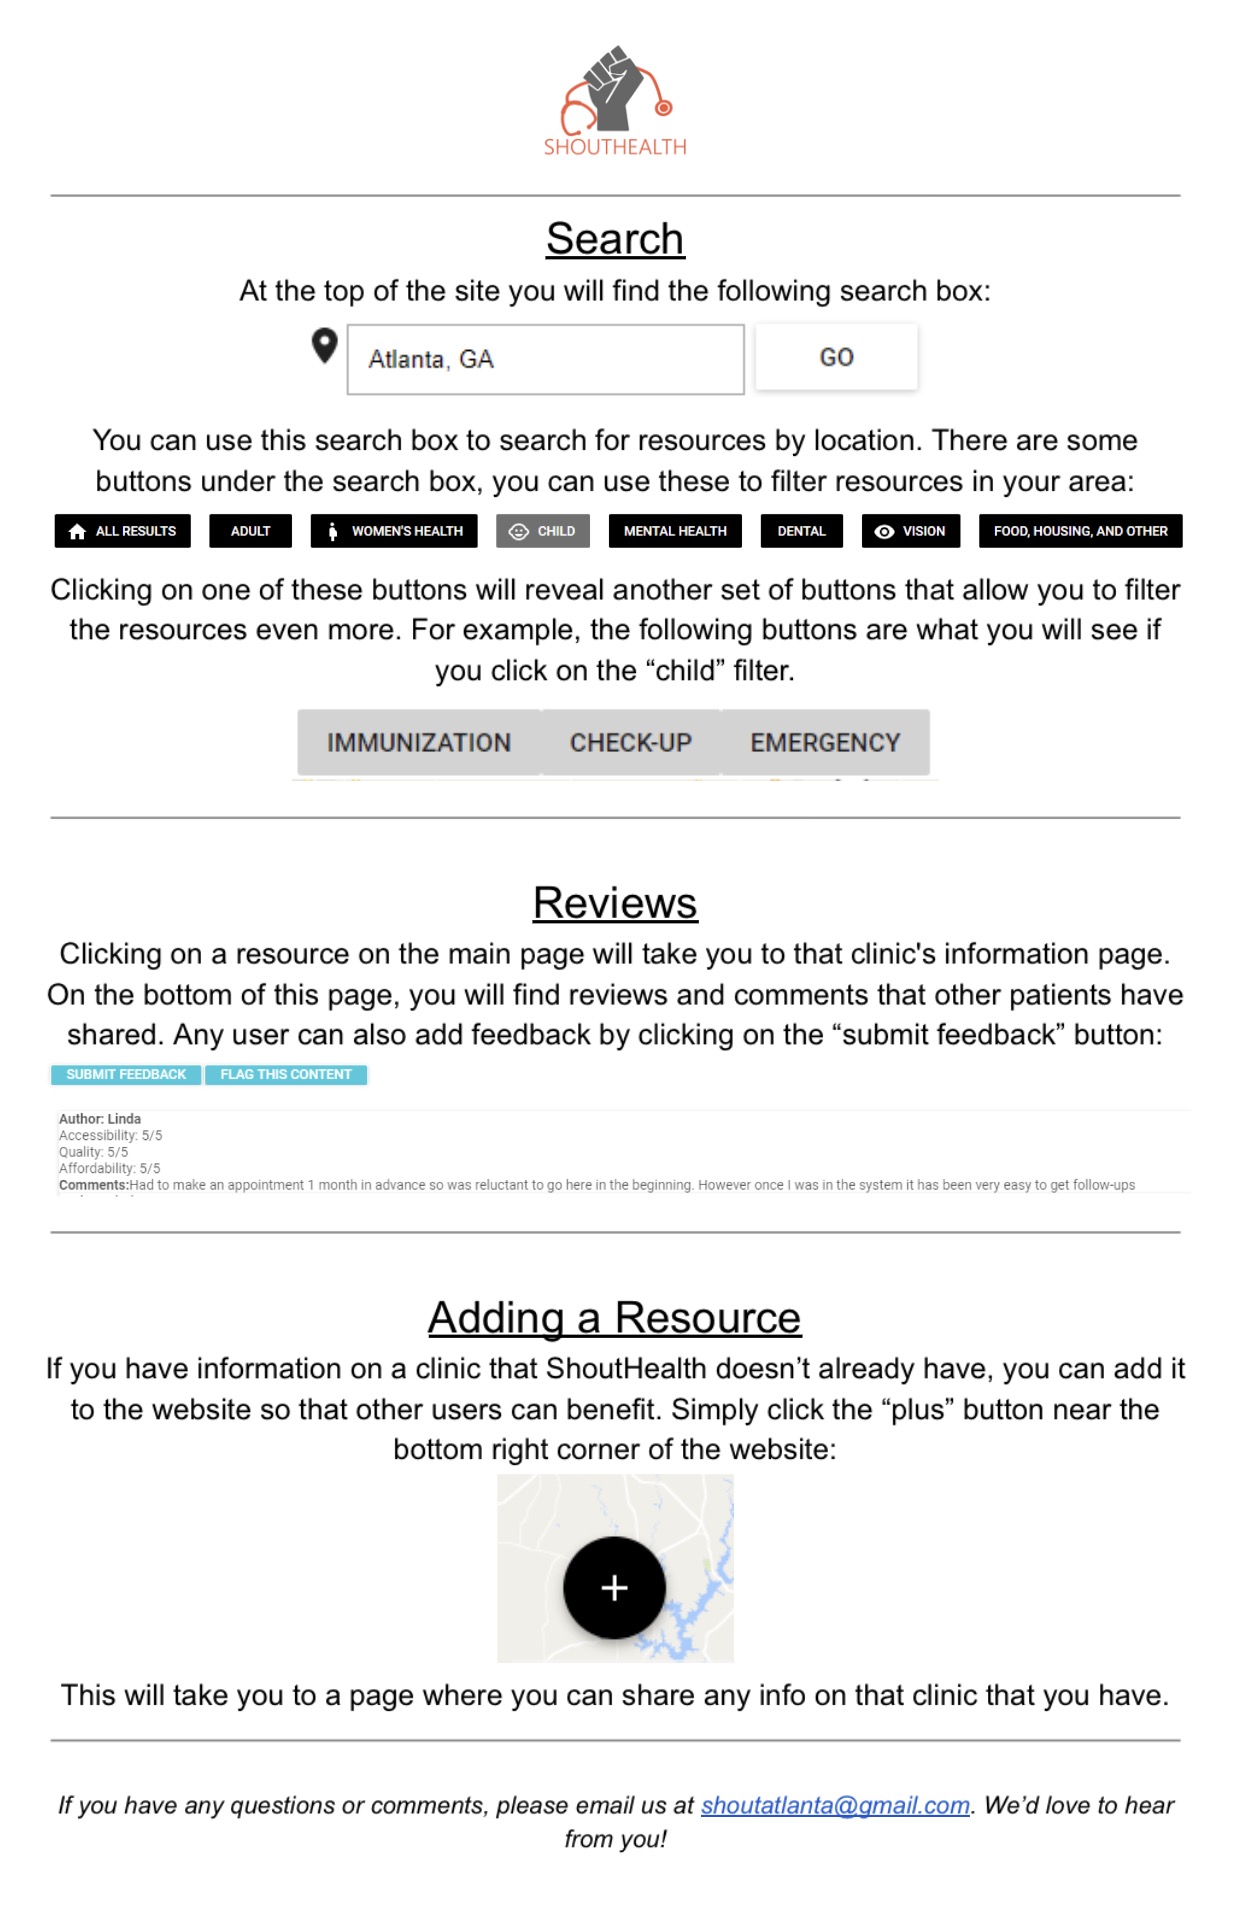 SHOUTHEALTH
Search
At the top of the site you will find the following search box:
Atlanta, GA GO
You can use this search box to search for resources by location. There are some
buttons under the search box, you can use these to filter resources in your area:
ALL RESULTS ADULT WOMEN'S HEALTH CHILD MENTAL HEALTH DENTAL VISION FOOD, HOUSING, AND OTHER
Clicking on one of these buttons will reveal another set of buttons that allow you to filter
the resources even more. For example, the following buttons are what you will see if
you click on the “child” filter.
IMMUNIZATION CHECK-UP EMERGENCY
Reviews
Clicking on a resource on the main page will take you to that clinic's information page.
On the bottom of this page, you will find reviews and comments that other patients have
shared. Any user can also add feedback by clicking on the “submit feedback” button:
SUBMIT FEEDBACK FLAG THIS CONTENT
Author: Linda
Accessibility: 5/5
Quality: 5/5
Affordability: 5/5
Comments:Had to make an appointment 1 month in advance so was reluctant to go here in the beginning. However once I was in the system it has been very easy to get follow-ups
Adding a Resource
If you have information on a clinic that ShoutHealth doesn’t already have, you can add it
to the website so that other users can benefit. Simply click the “plus” button near the
bottom right corner of the website:
+
This will take you to a page where you can share any info on that clinic that you have.
If you have any questions or comments, please email us at shoutatlanta@gmail.com. We’d love to hear
from you!